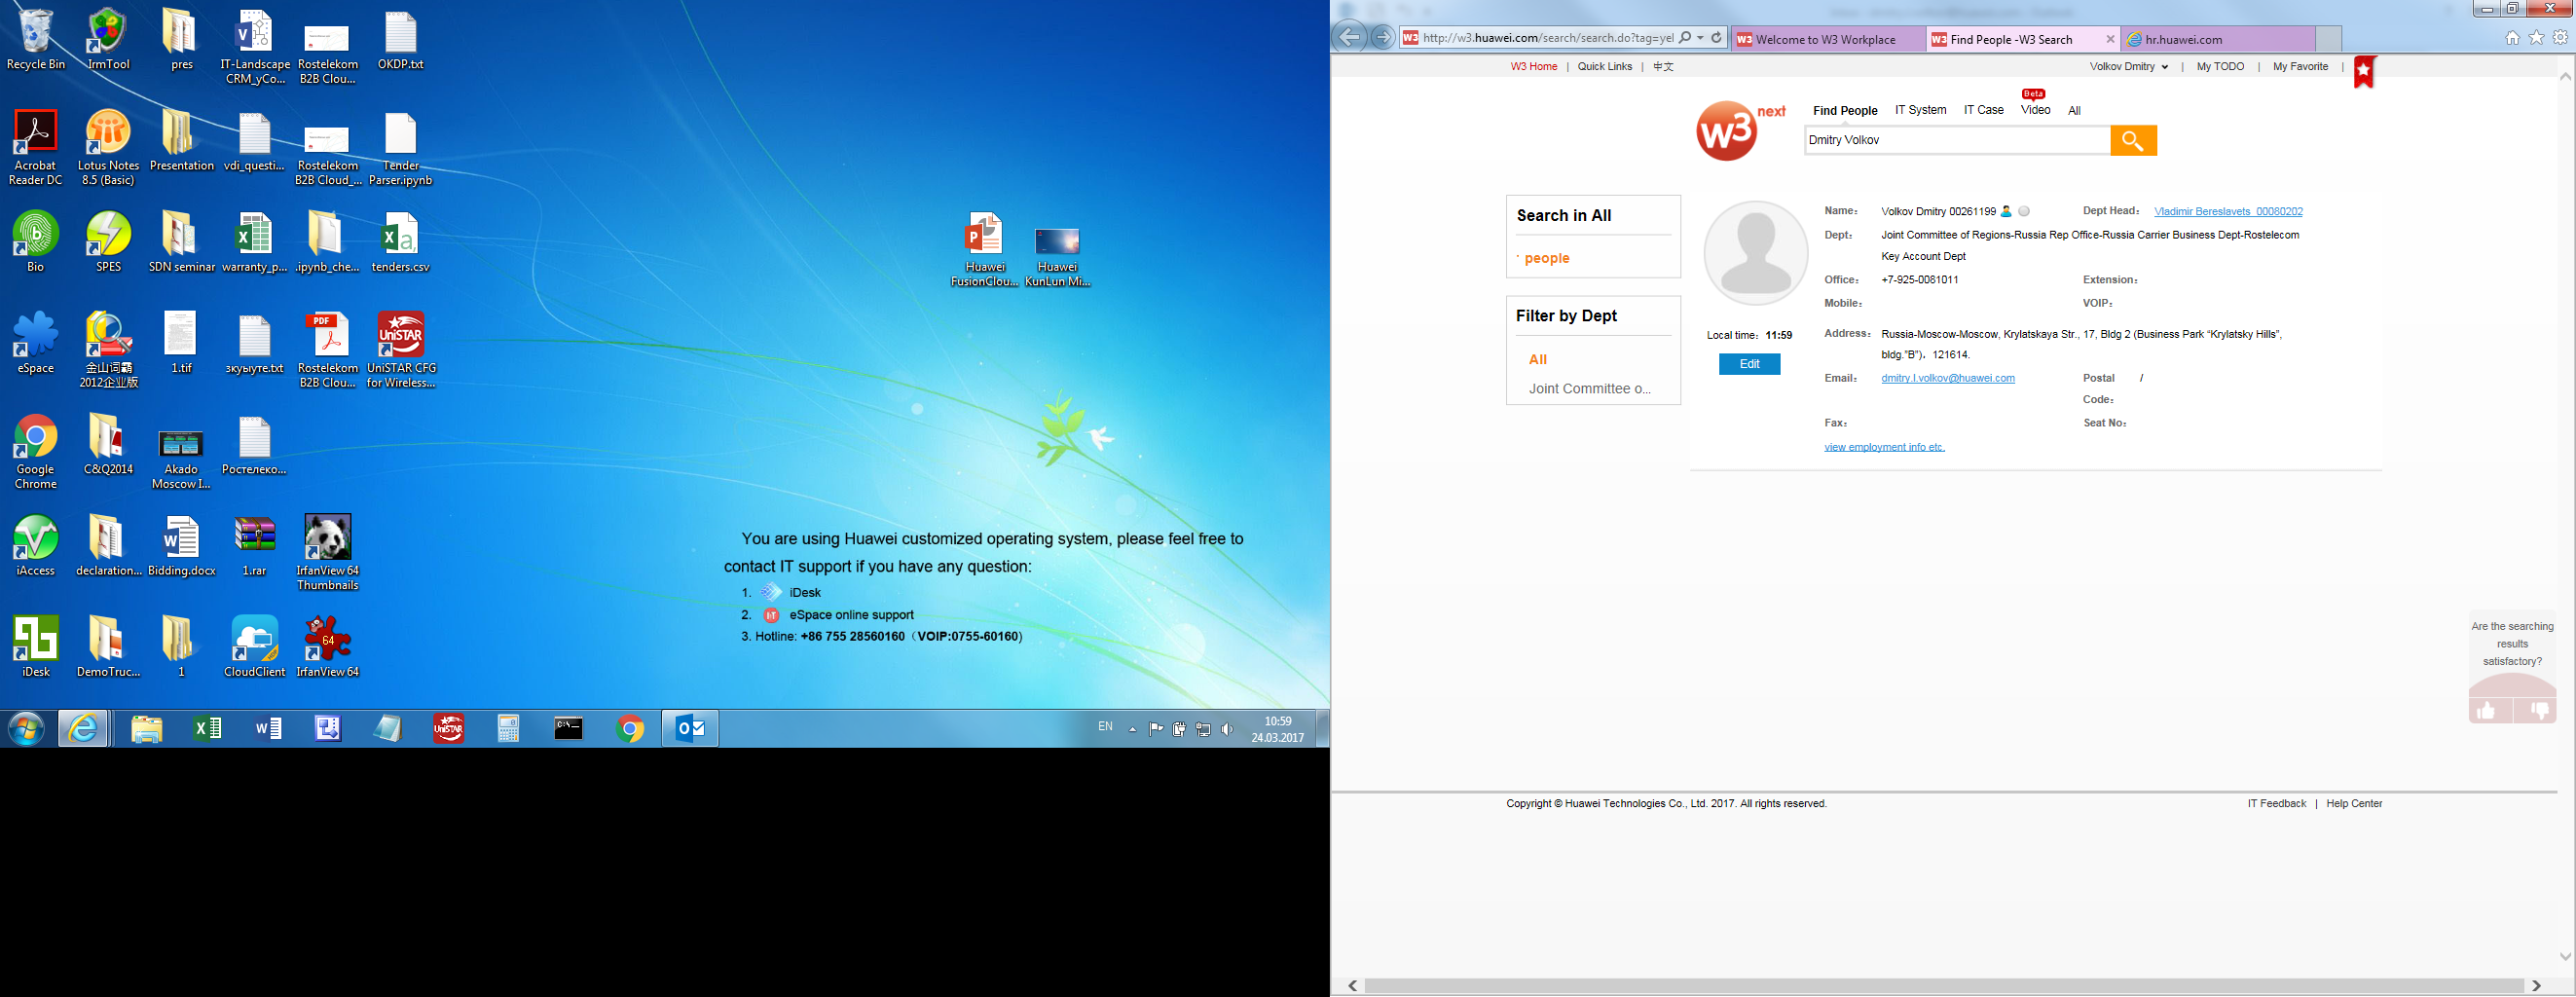 Recycle Bin
IrmTool
pres
IT-Landscape
CRM_yCo...
Rostelekom
B2B Clou...
OKDP.txt
Acrobat
Reader DC
Lotus Notes
8.5 (Basic)
Presentation
vdi_questi...
Rostelekom
B2B Cloud_...
Tender
Parser.ipynb
Bio
SPES
SDN seminar
warranty_p...
.ipynb_che...
tenders.csv
Huawei
FusionClou...
Huawei
KunLun Mi...
eSpace
金山词霸
2012企业版
1.tif
зкуыуте.txt
PDF
Rostelekom
B2B Clou...
UniSTAR
UniSTAR CFG
for Wireless...
Google
Chrome
C&Q2014
Akado
Moscow I...
Ростелеко...
iAccess
declaration...
Bidding.docx
1.rar
IrfanView 64
Thumbnails
iDesk
DemoTruc...
1
CloudClient
64
IrfanView 64
You are using Huawei customized operating system, please feel free to
contact IT support if you have any question:
1. iDesk
2. eSpace online support
3. Hotline: +86 755 28560160（VOIP:0755-60160)
UniSTAR
EN
10:59
24.03.2017
http://w3.huawei.com/search/search.do?tag=yel
Welcome to W3 Workplace
Find People -W3 Search
hr.huawei.com
W3 Home | Quick Links | 中文
Volkov Dmitry | My TODO | My Favorite |
w3 next
Find People IT System IT Case Video Beta All
Dmitry Volkov
Search in All
people
Filter by Dept
All
Joint Committee o...
Local time：11:59
Edit
Name： Volkov Dmitry 00261199 Dept Head： Vladimir Bereslavets 00080202
Dept： Joint Committee of Regions-Russia Rep Office-Russia Carrier Business Dept-Rostelecom
Key Account Dept
Office： +7-925-0081011 Extension：
Mobile： VOIP：
Address： Russia-Moscow-Moscow, Krylatskaya Str., 17, Bldg 2 (Business Park "Krylatsky Hills",
bldg."B")，121614.
Email： dmitry.l.volkov@huawei.com Postal /
Code：
Fax： Seat No：
view employment info etc.
Are the searching
results
satisfactory?
Copyright © Huawei Technologies Co., Ltd. 2017. All rights reserved.
IT Feedback | Help Center